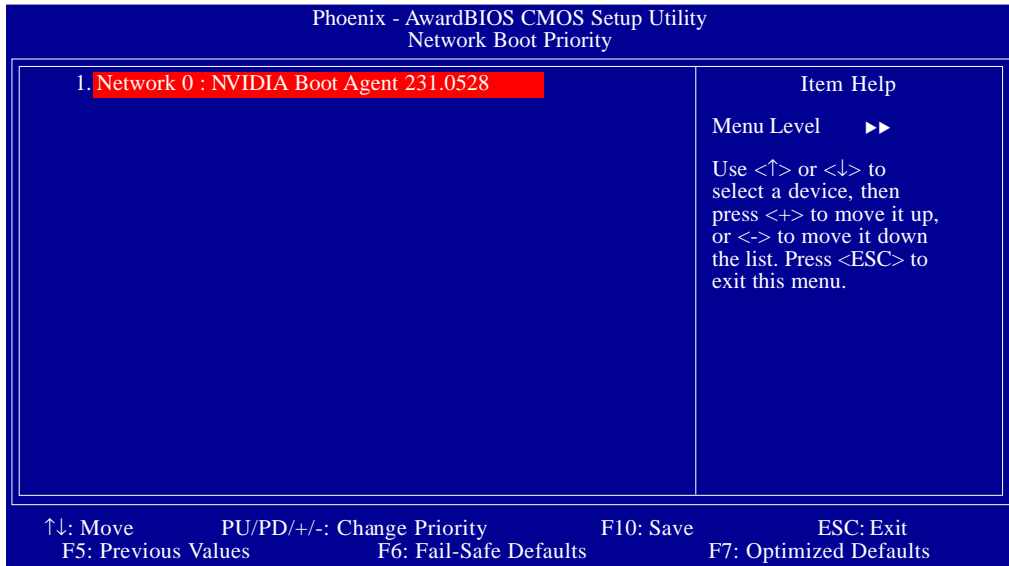 Phoenix - AwardBIOS CMOS Setup Utility
Network Boot Priority
1. Network 0 : NVIDIA Boot Agent 231.0528
Item Help
Menu Level ▸▸
Use <↑> or <↓> to
select a device, then
press <+> to move it up,
or <-> to move it down
the list. Press <ESC> to
exit this menu.
↑↓: Move PU/PD/+/-: Change Priority F10: Save ESC: Exit
F5: Previous Values F6: Fail-Safe Defaults F7: Optimized Defaults